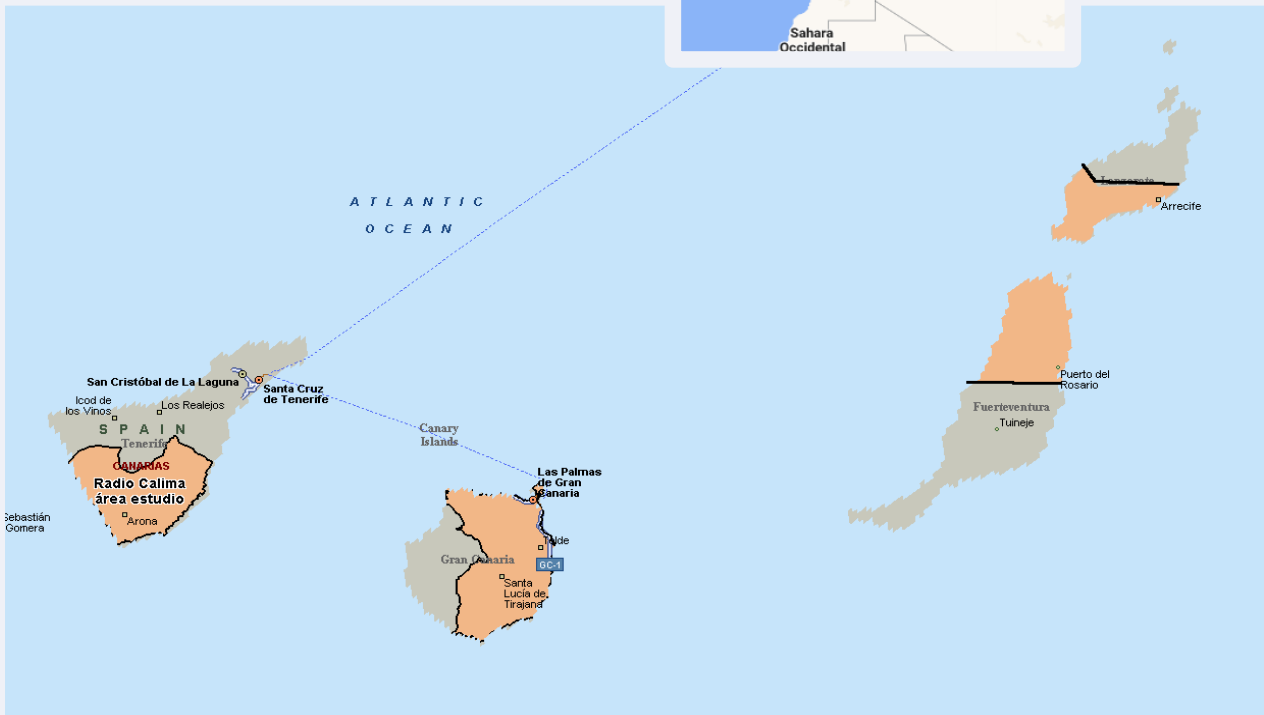 Sahara
Occidental
ATLANTIC
OCEAN
Lanzarote
Arrecife
Puerto del
Rosario
Fuerteventura
Tuineje
San Cristóbal de La Laguna
Santa Cruz
de Tenerife
Icod de
los Vinos
Los Realejos
SPAIN
Tenerife
CANARIAS
Radio Calima
área estudio
Arona
Sebastián
Gomera
Canary
Islands
Las Palmas
de Gran
Canaria
Telde
Gran Canaria
GC-1
Santa
Lucía de
Tirajana